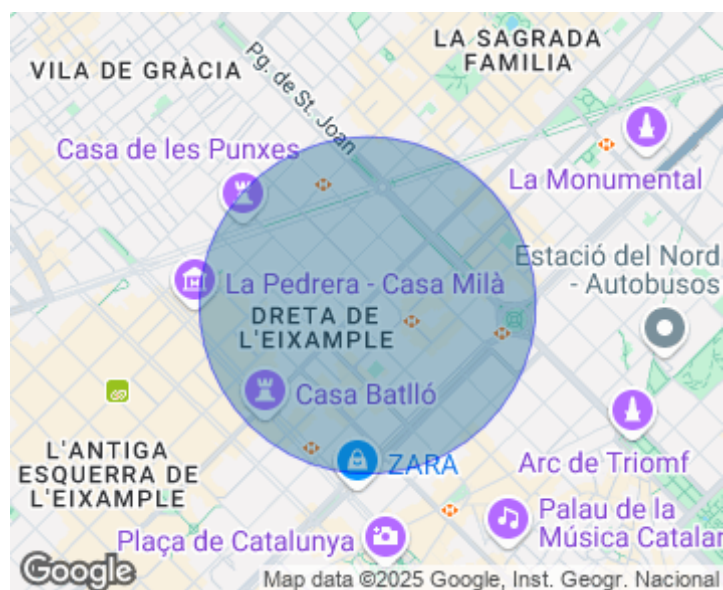 LA SAGRADA
FAMILIA
VILA DE GRÀCIA
Pg. de St. Joan
Casa de les Punxes
La Monumental
Estació del Nord
- Autobusos
La Pedrera - Casa Milà
DRETA DE
L'EIXAMPLE
Casa Batlló
L'ANTIGA
ESQUERRA DE
L'EIXAMPLE
ZARA
Arc de Triomf
Palau de la
Música Catalar
Plaça de Catalunya
Google
Map data ©2025 Google, Inst. Geogr. Nacional